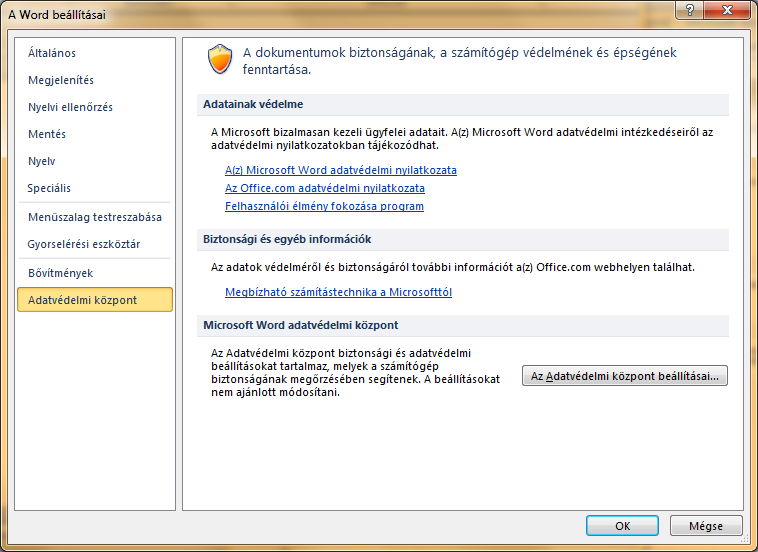 A Word beállításai
Általános
Megjelenítés
Nyelvi ellenőrzés
Mentés
Nyelv
Speciális
Menüszalag testreszabása
Gyorselérési eszköztár
Bővítmények
Adatvédelmi központ
A dokumentumok biztonságának, a számítógép védelmének és épségének
fenntartása.
Adatainak védelme
A Microsoft bizalmasan kezeli ügyfelei adatait. A(z) Microsoft Word adatvédelmi intézkedéseiről az
adatvédelmi nyilatkozatokban tájékozódhat.
A(z) Microsoft Word adatvédelmi nyilatkozata
Az Office.com adatvédelmi nyilatkozata
Felhasználói élmény fokozása program
Biztonsági és egyéb információk
Az adatok védelméről és biztonságáról további információt a(z) Office.com webhelyen találhat.
Megbízható számítástechnika a Microsofttól
Microsoft Word adatvédelmi központ
Az Adatvédelmi központ biztonsági és adatvédelmi
beállításokat tartalmaz, melyek a számítógép
biztonságának megőrzésében segítenek. A beállításokat
nem ajánlott módosítani.
Az Adatvédelmi központ beállításai...
OK
Mégse